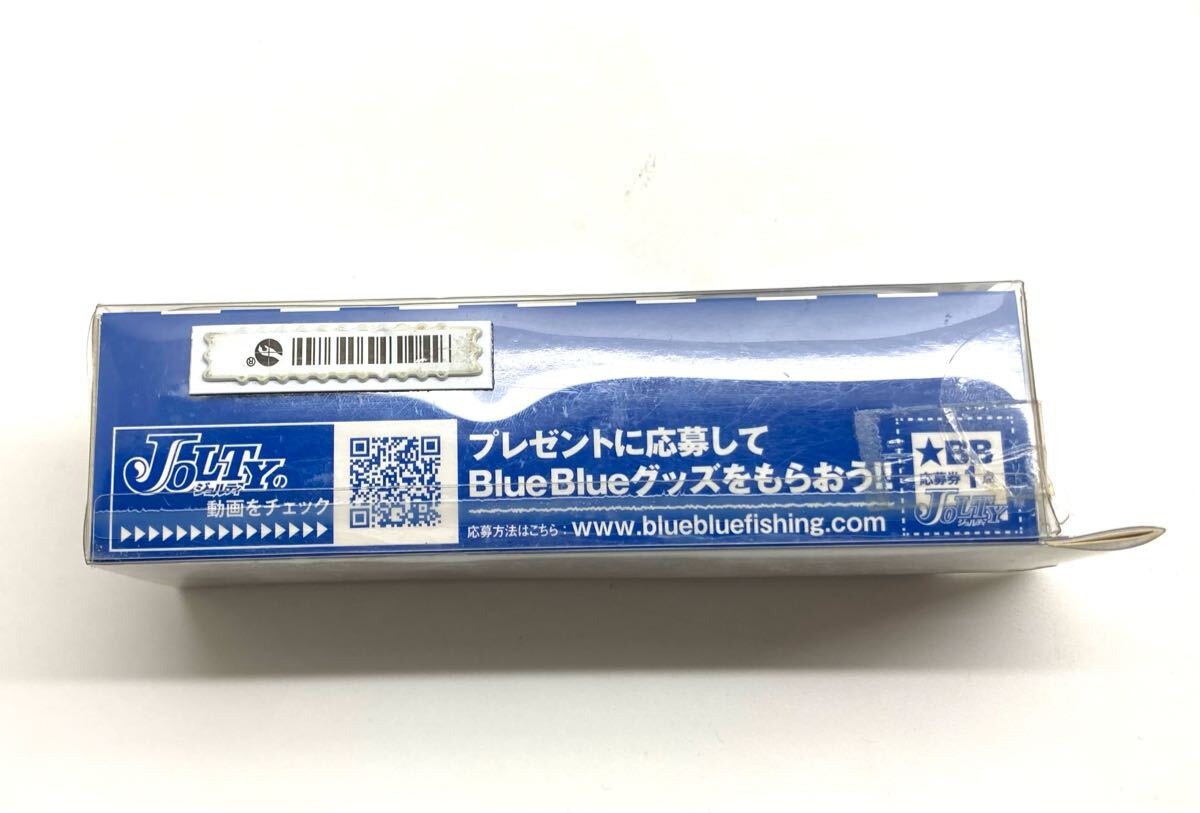 ®
JOLTYの
ジョルティ
動画をチェック
プレゼントに応募して
BlueBlueグッズをもらおう!!
応募方法はこちら：www.bluebluefishing.com
★BB
応募券 1点
JOLTY
ジョルティ